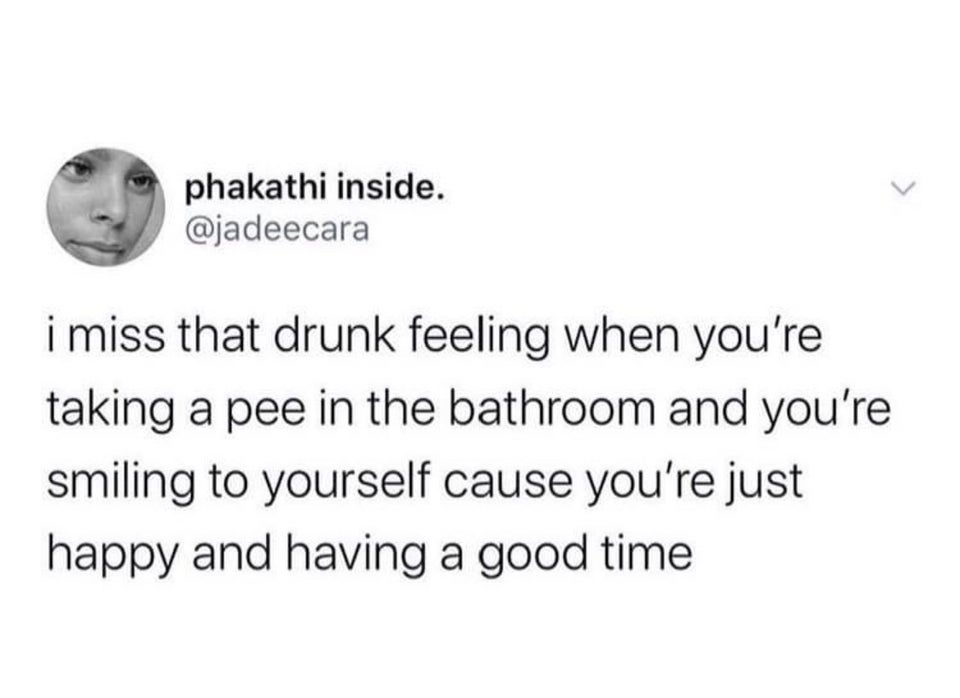 phakathi inside.
@jadeecara
i miss that drunk feeling when you're
taking a pee in the bathroom and you're
smiling to yourself cause you're just
happy and having a good time